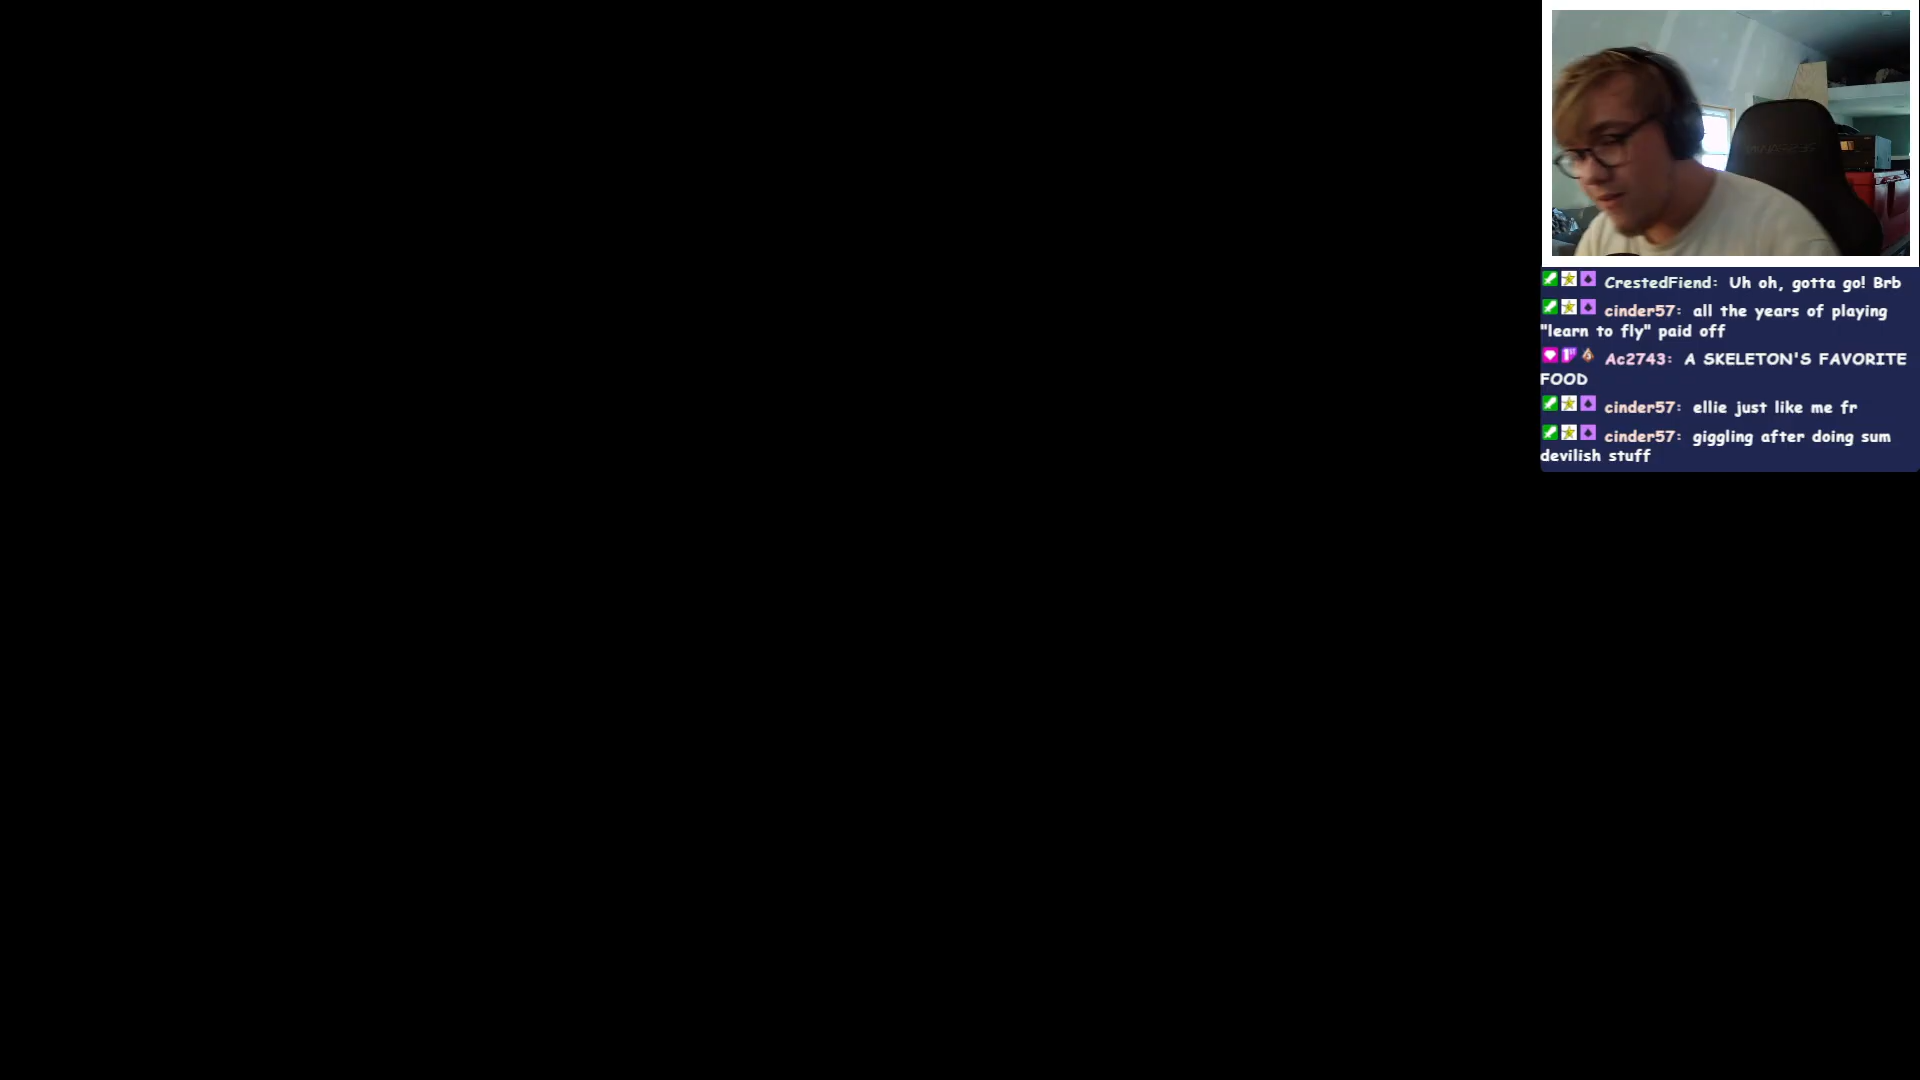 CrestedFiend: Uh oh, gotta go! Brb
cinder57: all the years of playing
"learn to fly" paid off
Ac2743: A SKELETON'S FAVORITE
FOOD
cinder57: ellie just like me fr
cinder57: giggling after doing sum
devilish stuff